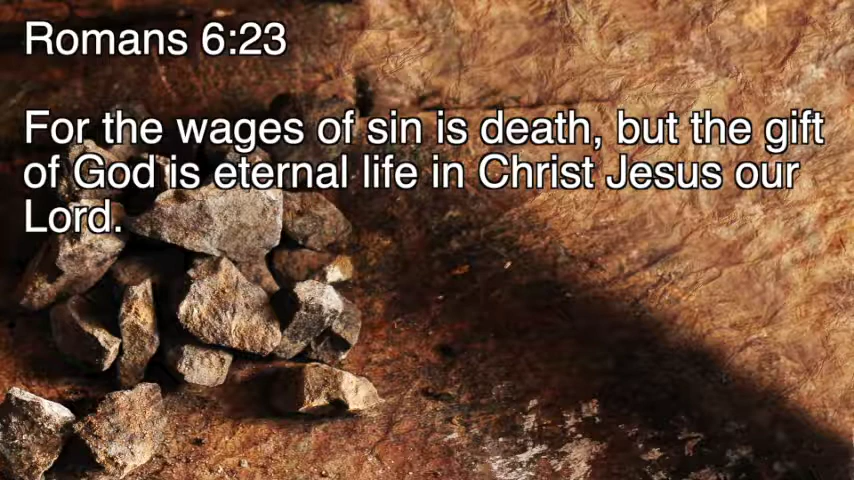 Romans 6:23
For the wages of sin is death, but the gift
of God is eternal life in Christ Jesus our
Lord.